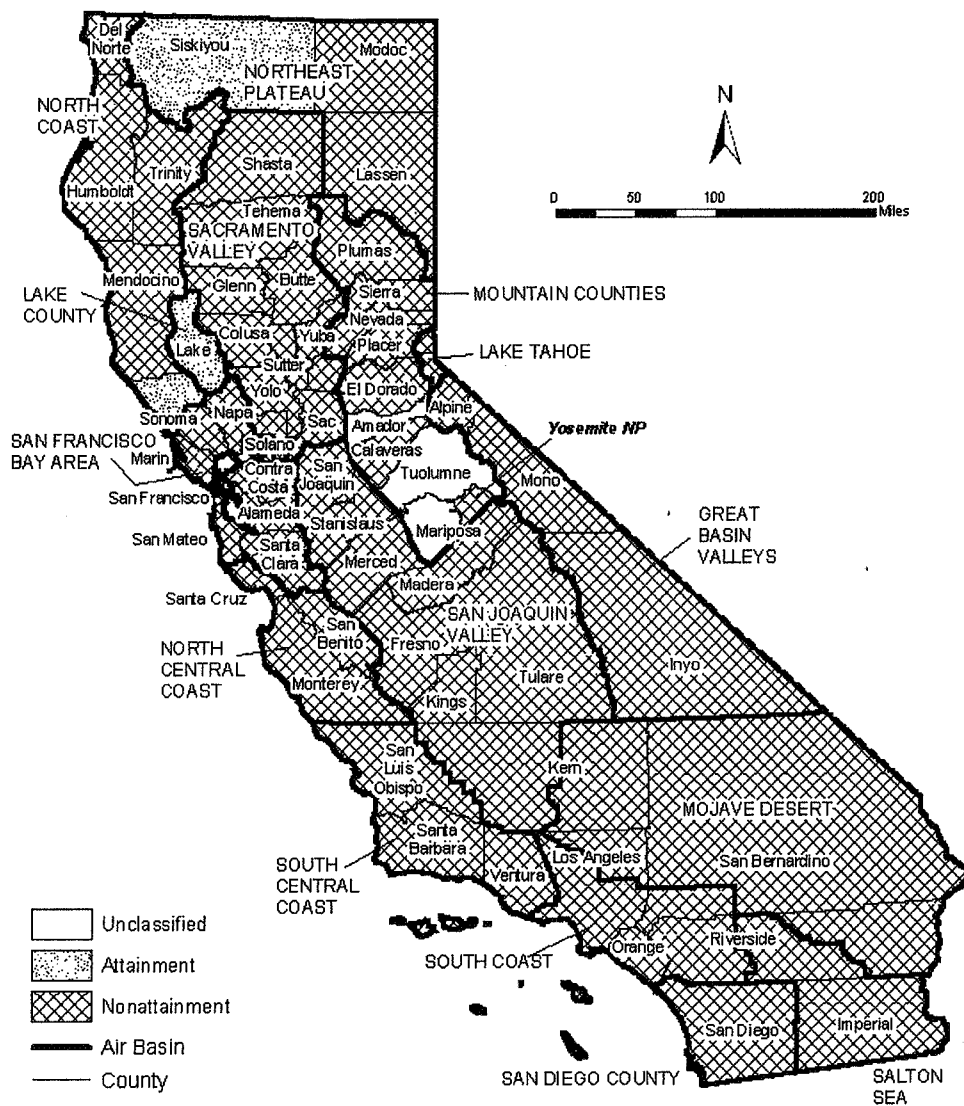 Del
Norte
Siskiyou
Modoc
NORTHEAST
PLATEAU
N
NORTH
COAST
Shasta
Trinity
Lassen
Humboldt
0 50 100 200
Miles
Tehema
SACRAMENTO
VALLEY
Plumas
Mendocino
Glenn
Butte
Sierra
MOUNTAIN COUNTIES
LAKE
COUNTY
Nevada
Colusa
Yuba
Placer
Lake
LAKE TAHOE
Sutter
Yolo
El Dorado
Napa
Alpine
Sonoma
Sac
Amador
Yosemite NP
SAN FRANCISCO
BAY AREA
Solano
Calaveras
Marin
Contra
Costa
San
Joaquin
Tuolumne
Mono
San Francisco
Alameda
Stanislaus
Mariposa
GREAT
BASIN
VALLEYS
San Mateo
Santa
Clara
Merced
Madera
Santa Cruz
San
Benito
SAN JOAQUIN
VALLEY
Fresno
NORTH
CENTRAL
COAST
Inyo
Tulare
Monterey
Kings
San
Luis
Obispo
Kern
MOJAVE DESERT
Santa
Barbara
Los Angeles
San Bernardino
SOUTH
CENTRAL
COAST
Ventura
Unclassified
Orange
Riverside
SOUTH COAST
Attainment
Nonattainment
San Diego
Imperial
Air Basin
County
SAN DIEGO COUNTY
SALTON
SEA